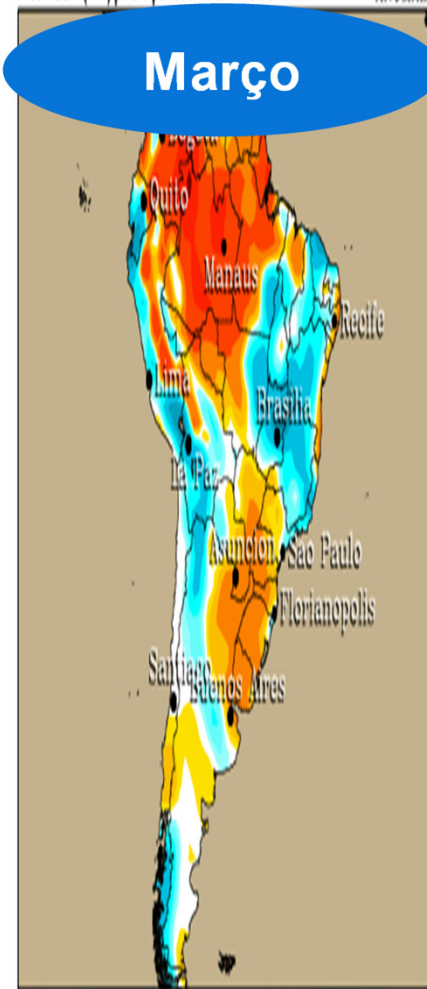 Março
Bogota
Quito
Manaus
Recife
Lima
Brasilia
La Paz
Asuncion
Sao Paulo
Florianopolis
Santiago
Buenos Aires